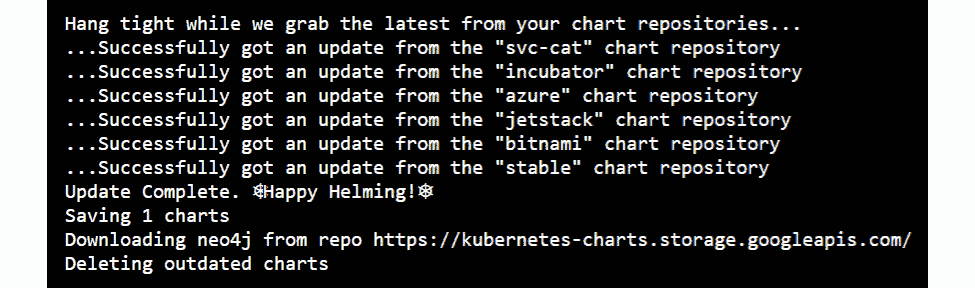 Hang tight while we grab the latest from your chart repositories...
...Successfully got an update from the "svc-cat" chart repository
...Successfully got an update from the "incubator" chart repository
...Successfully got an update from the "azure" chart repository
...Successfully got an update from the "jetstack" chart repository
...Successfully got an update from the "bitnami" chart repository
...Successfully got an update from the "stable" chart repository
Update Complete. ⎈Happy Helming!⎈
Saving 1 charts
Downloading neo4j from repo https://kubernetes-charts.storage.googleapis.com/
Deleting outdated charts